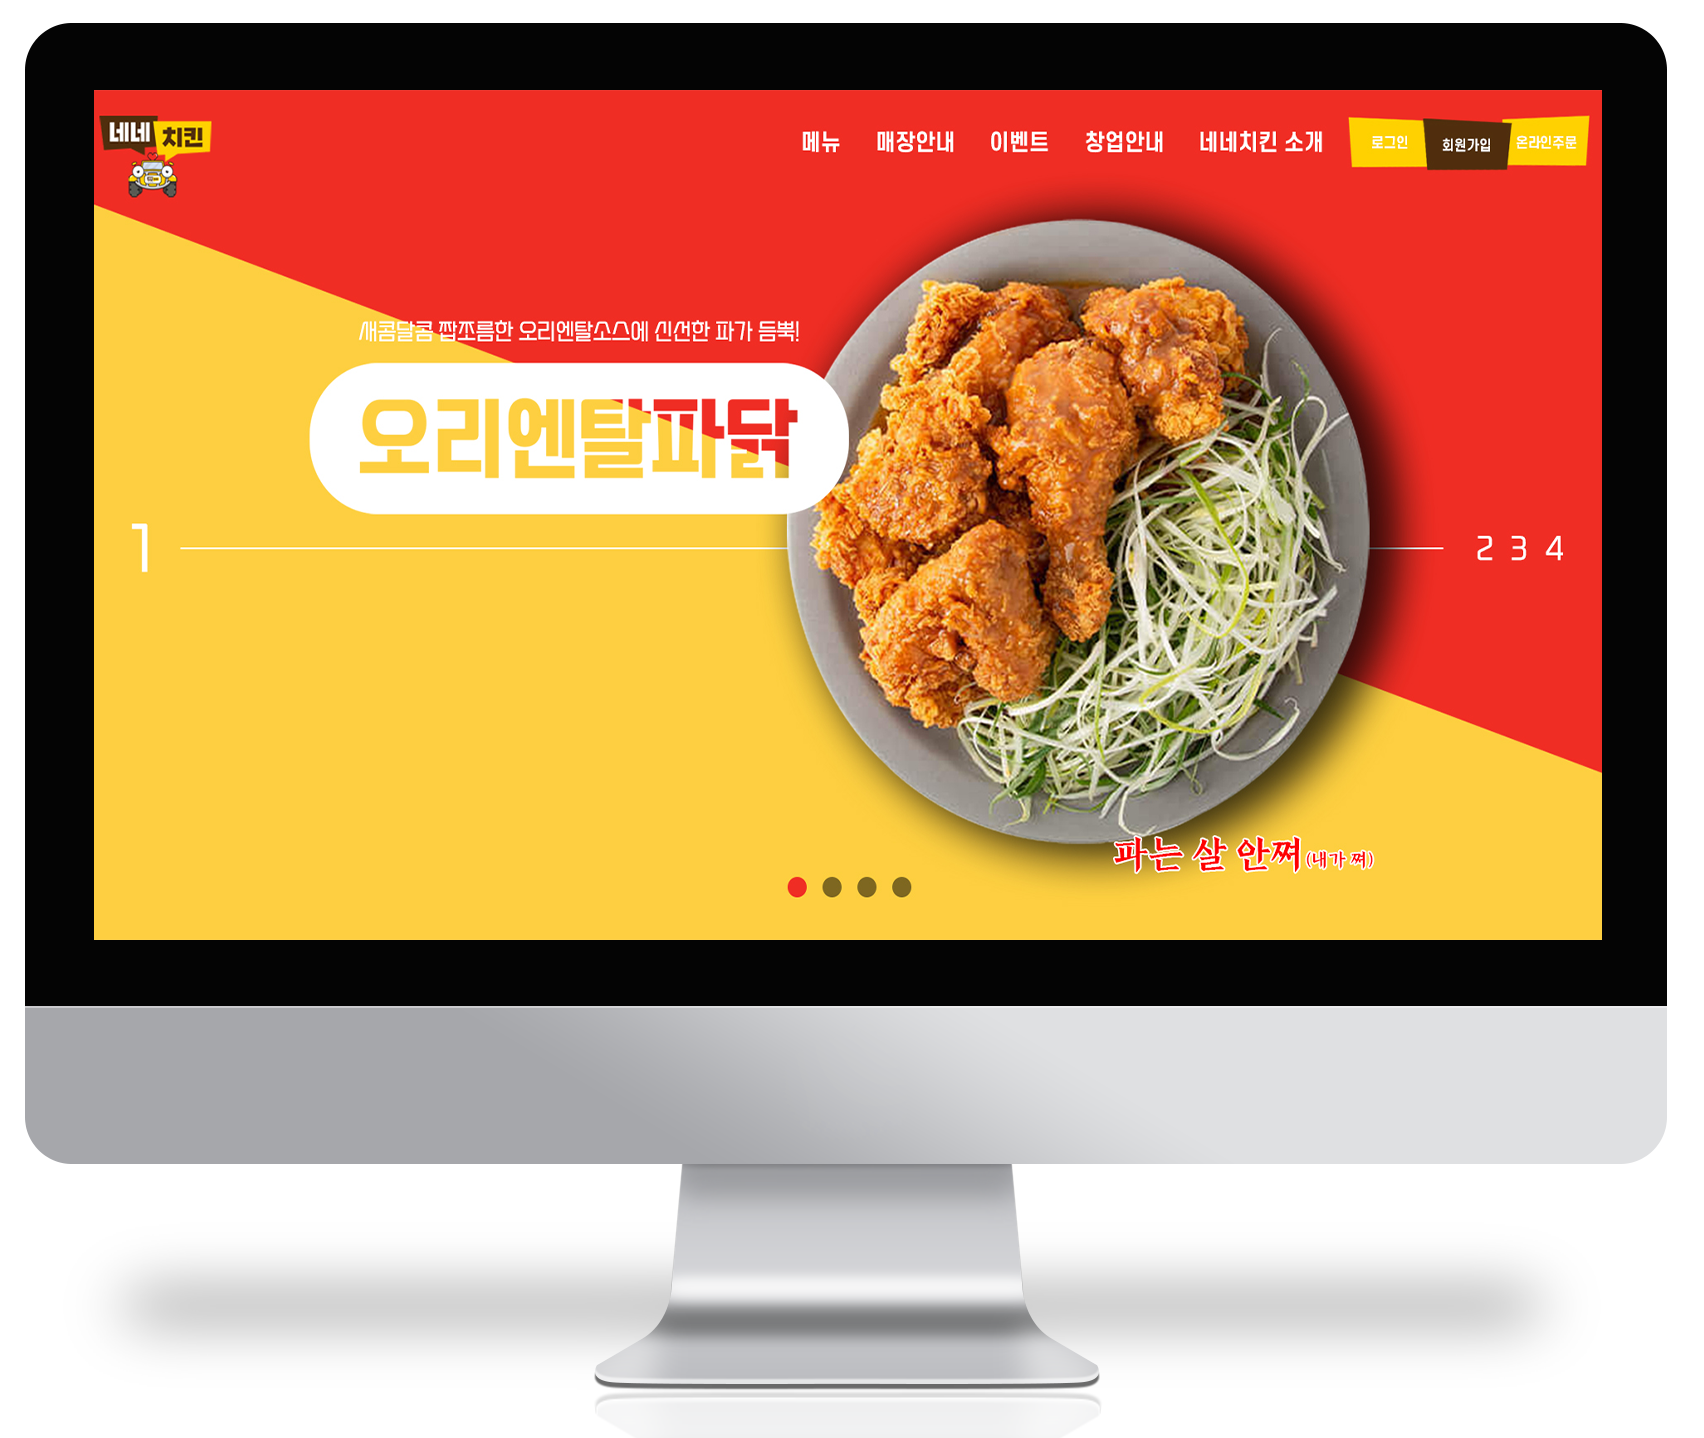 네네 치킨
메뉴 매장안내 이벤트 창업안내 네네치킨 소개 로그인 회원가입 온라인주문
새콤달콤 짭쪼름한 오리엔탈소스에 신선한 파가 듬뿍!
오리엔탈파닭
1 2 3 4
파는 살 안쪄(내가 쪄)